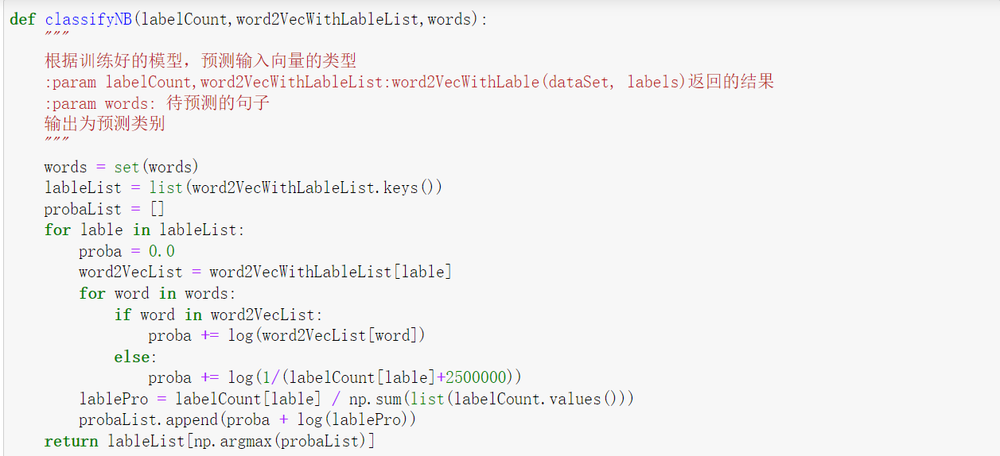 def classifyNB(labelCount,word2VecWithLableList,words):
    """
    根据训练好的模型，预测输入向量的类型
    :param labelCount,word2VecWithLableList:word2VecWithLable(dataSet, labels)返回的结果
    :param words: 待预测的句子
    输出为预测类别
    """
    words = set(words)
    lableList = list(word2VecWithLableList.keys())
    probaList = []
    for lable in lableList:
        proba = 0.0
        word2VecList = word2VecWithLableList[lable]
        for word in words:
            if word in word2VecList:
                proba += log(word2VecList[word])
            else:
                proba += log(1/(labelCount[lable]+2500000))
        lablePro = labelCount[lable] / np.sum(list(labelCount.values()))
        probaList.append(proba + log(lablePro))
    return lableList[np.argmax(probaList)]